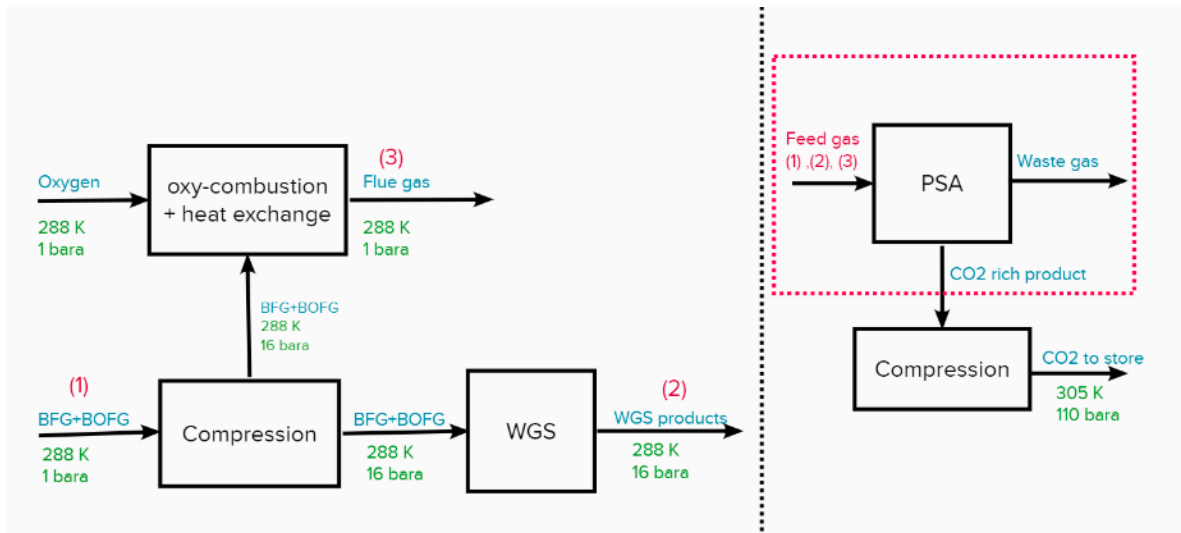 Oxygen
288 K
1 bara
oxy-combustion
+ heat exchange
(3)
Flue gas
288 K
1 bara
BFG+BOFG
288 K
16 bara
(1)
BFG+BOFG
288 K
1 bara
Compression
BFG+BOFG
288 K
16 bara
WGS
(2)
WGS products
288 K
16 bara
Feed gas
(1) ,(2), (3)
PSA
Waste gas
CO2 rich product
Compression
CO2 to store
305 K
110 bara